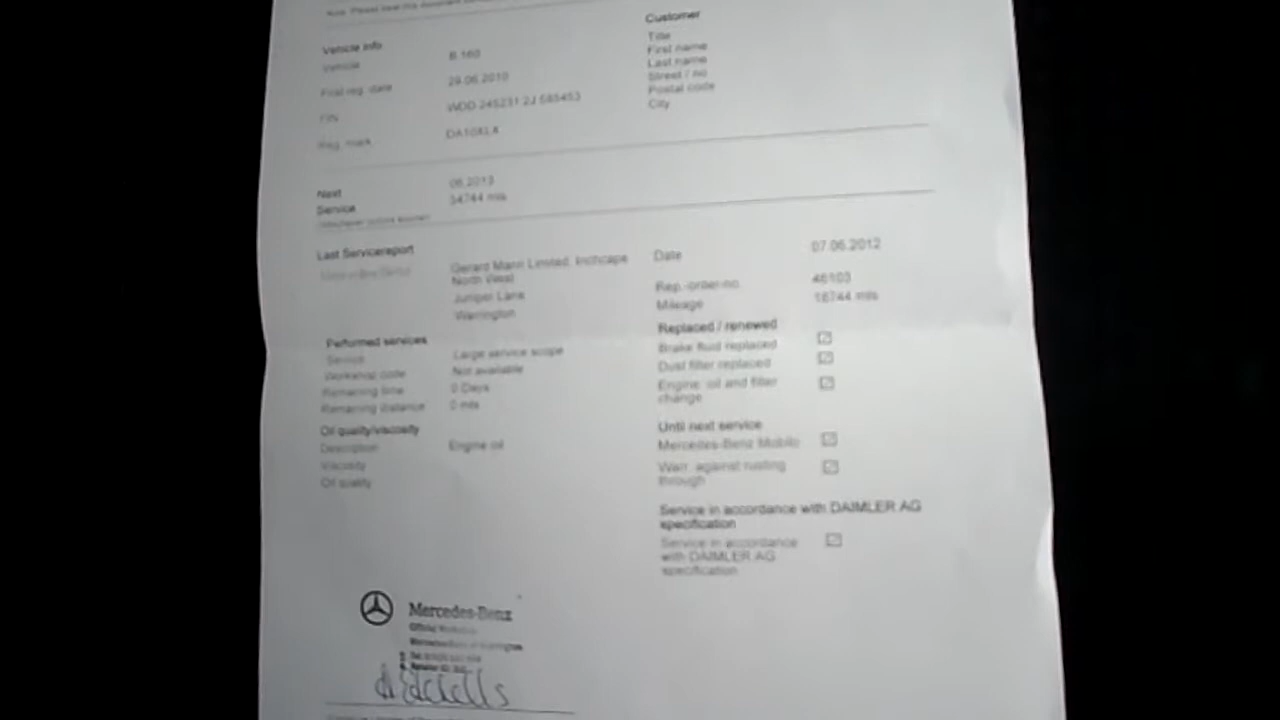 Vehicle info
Vehicle B 160
First reg. date 29.06.2010
FIN WDD 245231 2J
Reg. mark DA10XLX
Customer
Title
First name
Last name
Street / no
Postal code
City
Next 06.2013
Service 34744 mls
Last Servicereport
Gerard Mann Limited, Inchcape
North West
Juniper Lane
Warrington
Date 07.06.2012
Rep.-order-no. 46103
Mileage 18744 mls
Performed services
Service Large service scope
Workshop code Not available
Remaining time 0 Days
Remaining distance 0 mls
Oil quality/viscosity
Description Engine oil
Viscosity
Oil quality
Replaced / renewed
Brake fluid replaced
Dust filter replaced
Engine: oil and filter
change
Until next service
Mercedes-Benz Mobilo
Warr. against rusting
through
Service in accordance with DAIMLER AG
specification
Service in accordance
with DAIMLER AG
specification
Mercedes-Benz